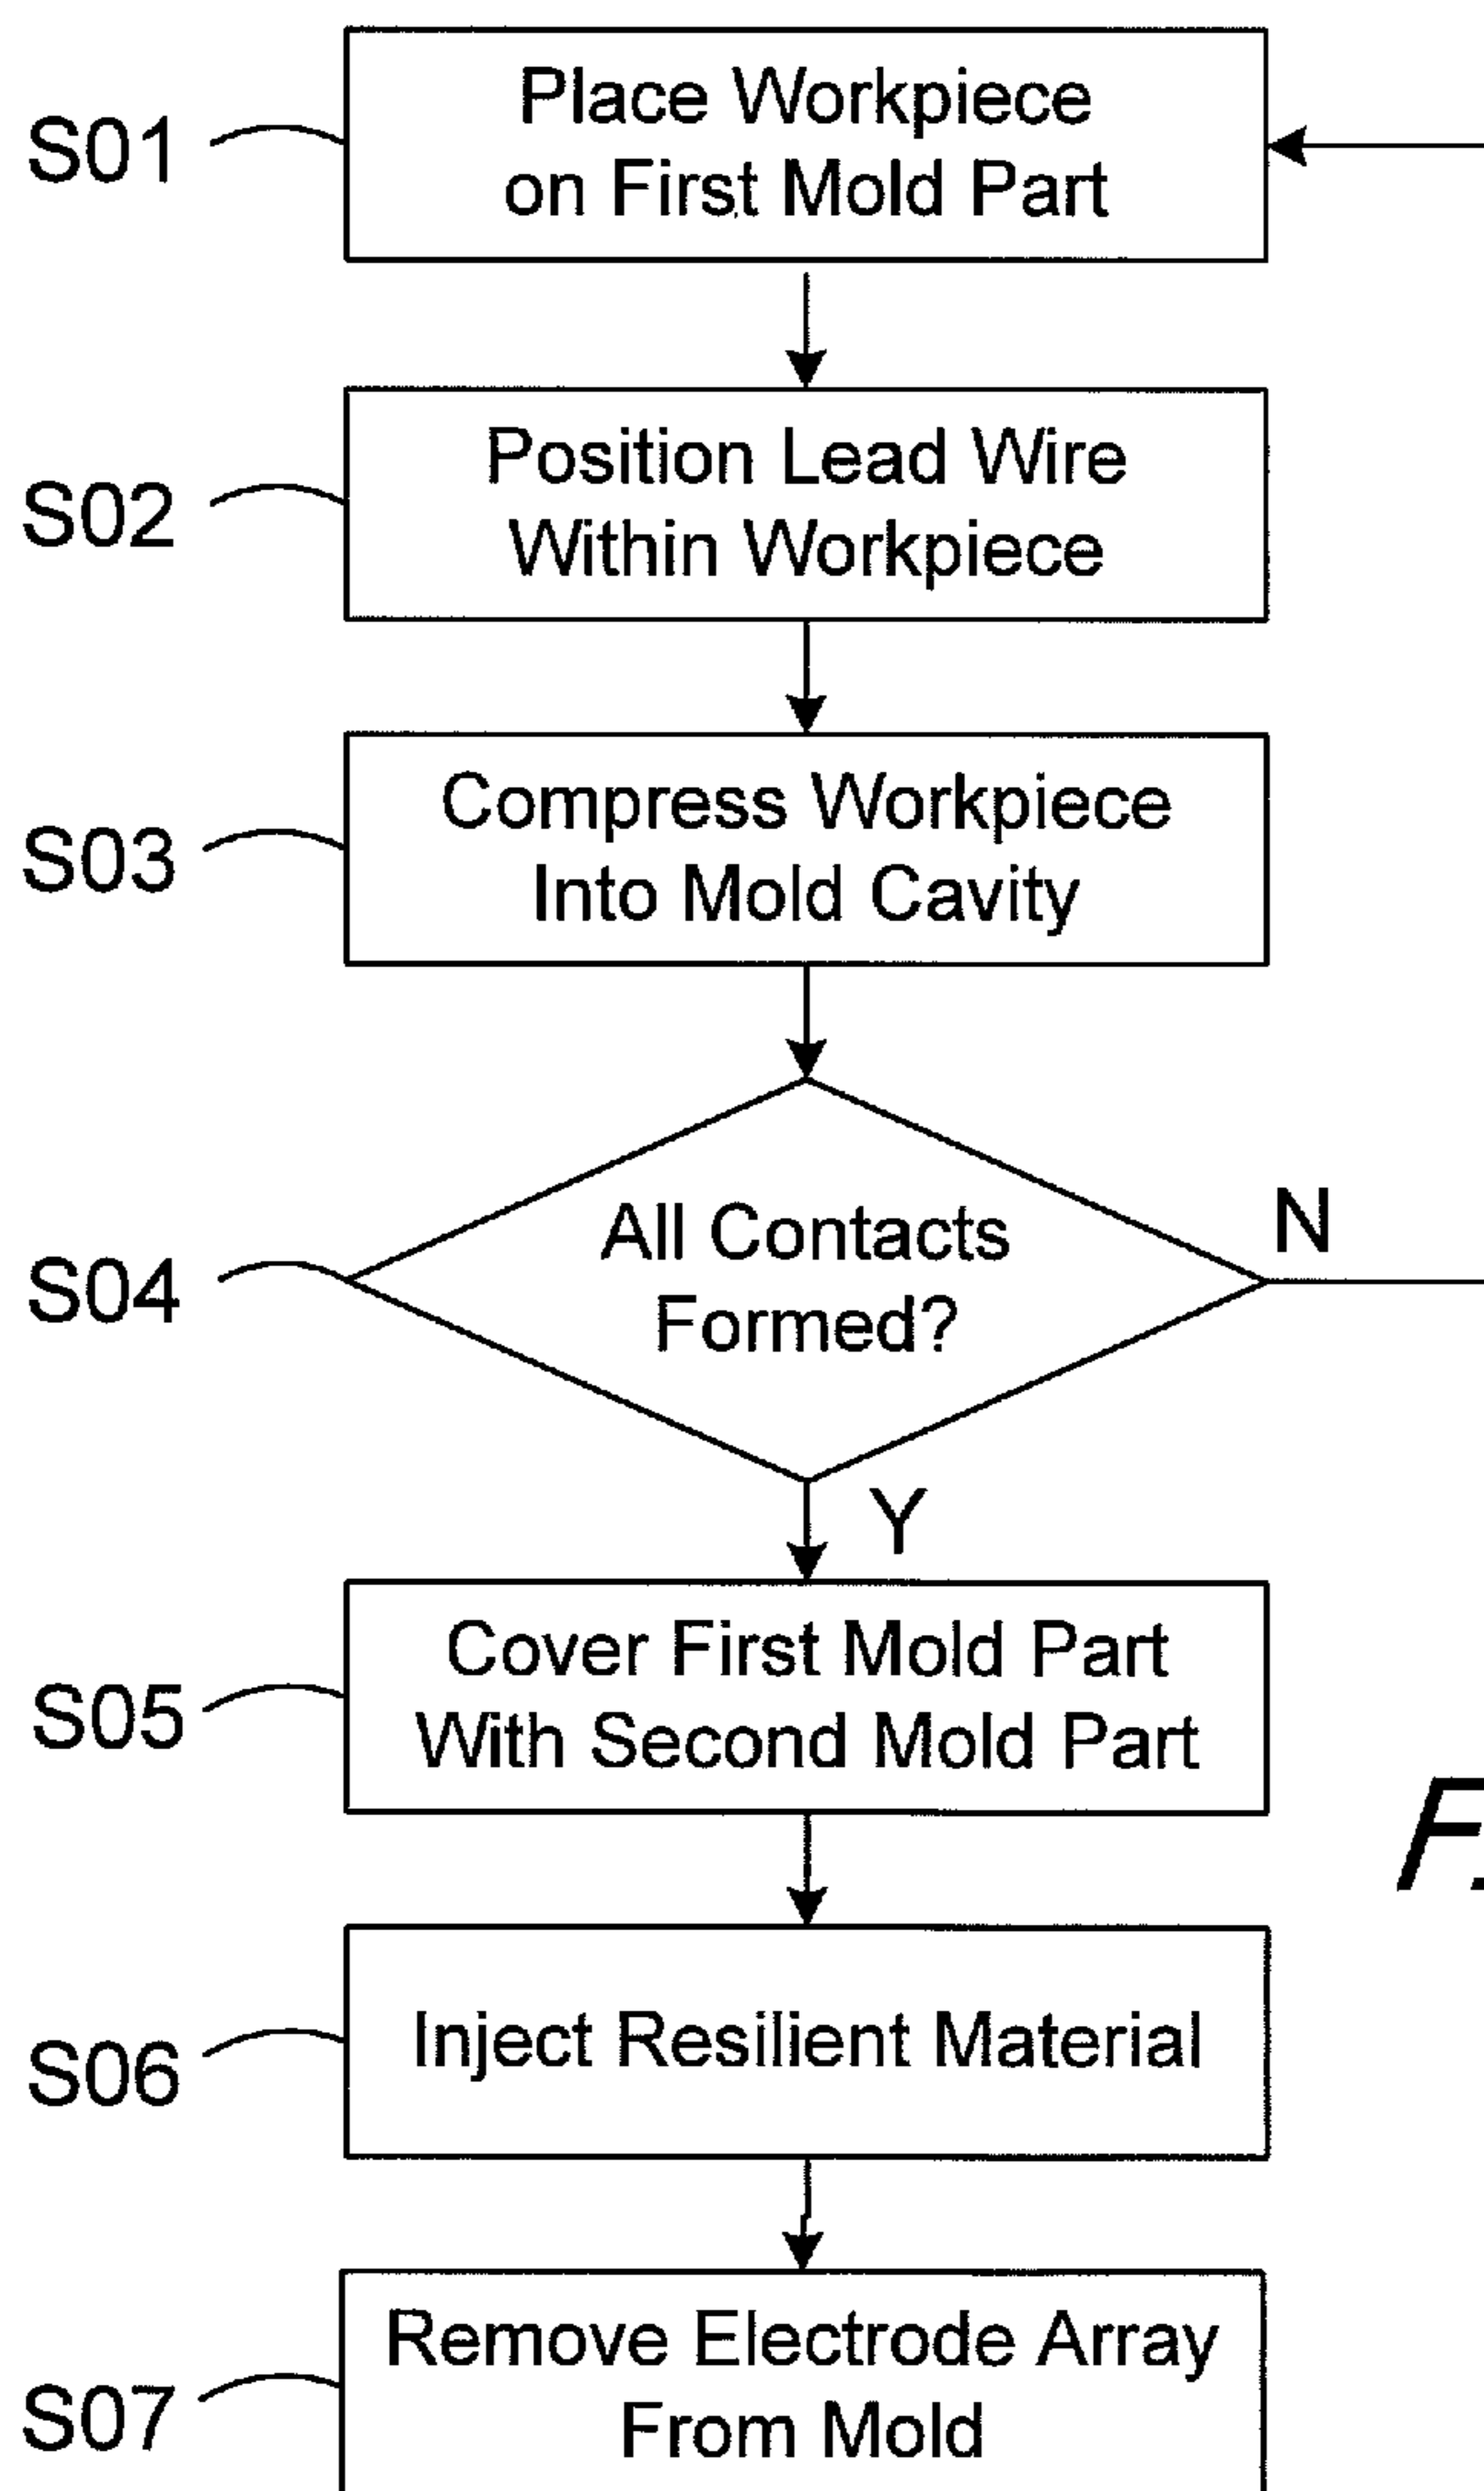 S01
Place Workpiece
on First Mold Part
S02
Position Lead Wire
Within Workpiece
S03
Compress Workpiece
Into Mold Cavity
S04
All Contacts
Formed?
N
Y
S05
Cover First Mold Part
With Second Mold Part
S06
Inject Resilient Material
S07
Remove Electrode Array
From Mold